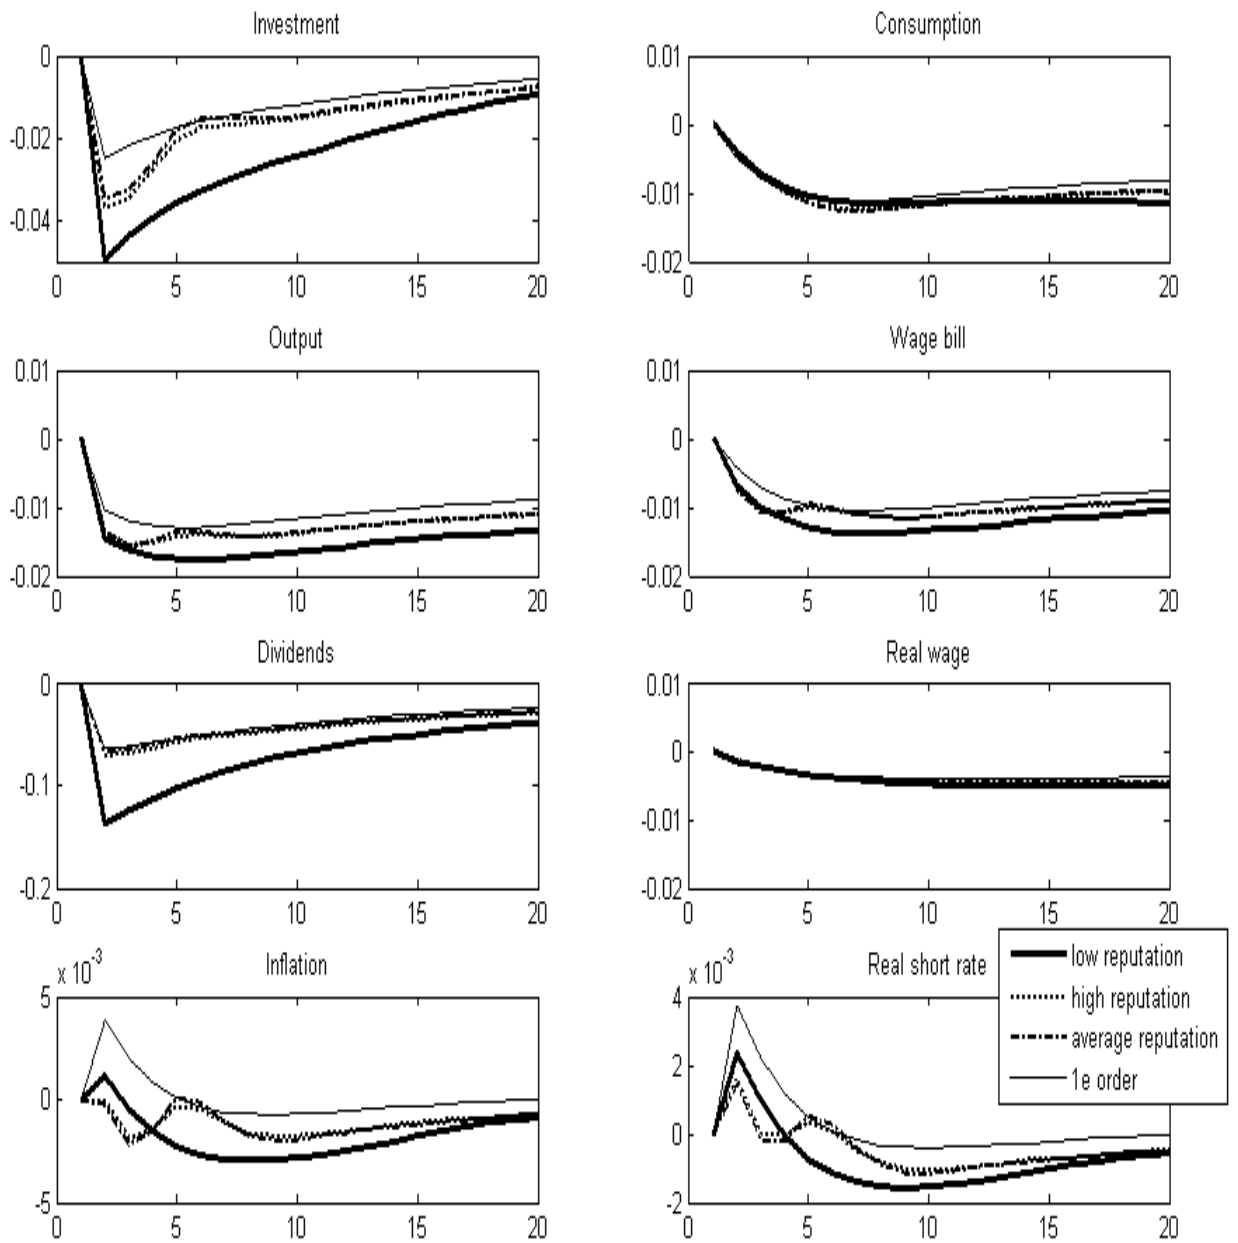 Investment
0
-0.02
-0.04
0 5 10 15 20
Consumption
0.01
0
-0.01
-0.02
0 5 10 15 20
Output
0.01
0
-0.01
-0.02
0 5 10 15 20
Wage bill
0.01
0
-0.01
-0.02
0 5 10 15 20
Dividends
0
-0.1
-0.2
0 5 10 15 20
Real wage
0.01
0
-0.01
-0.02
0 5 10 15 20
Inflation
x 10⁻³
5
0
-5
0 5 10 15 20
Real short rate
x 10⁻³
4
2
0
-2
0 5 10 15 20
low reputation
high reputation
average reputation
1e order